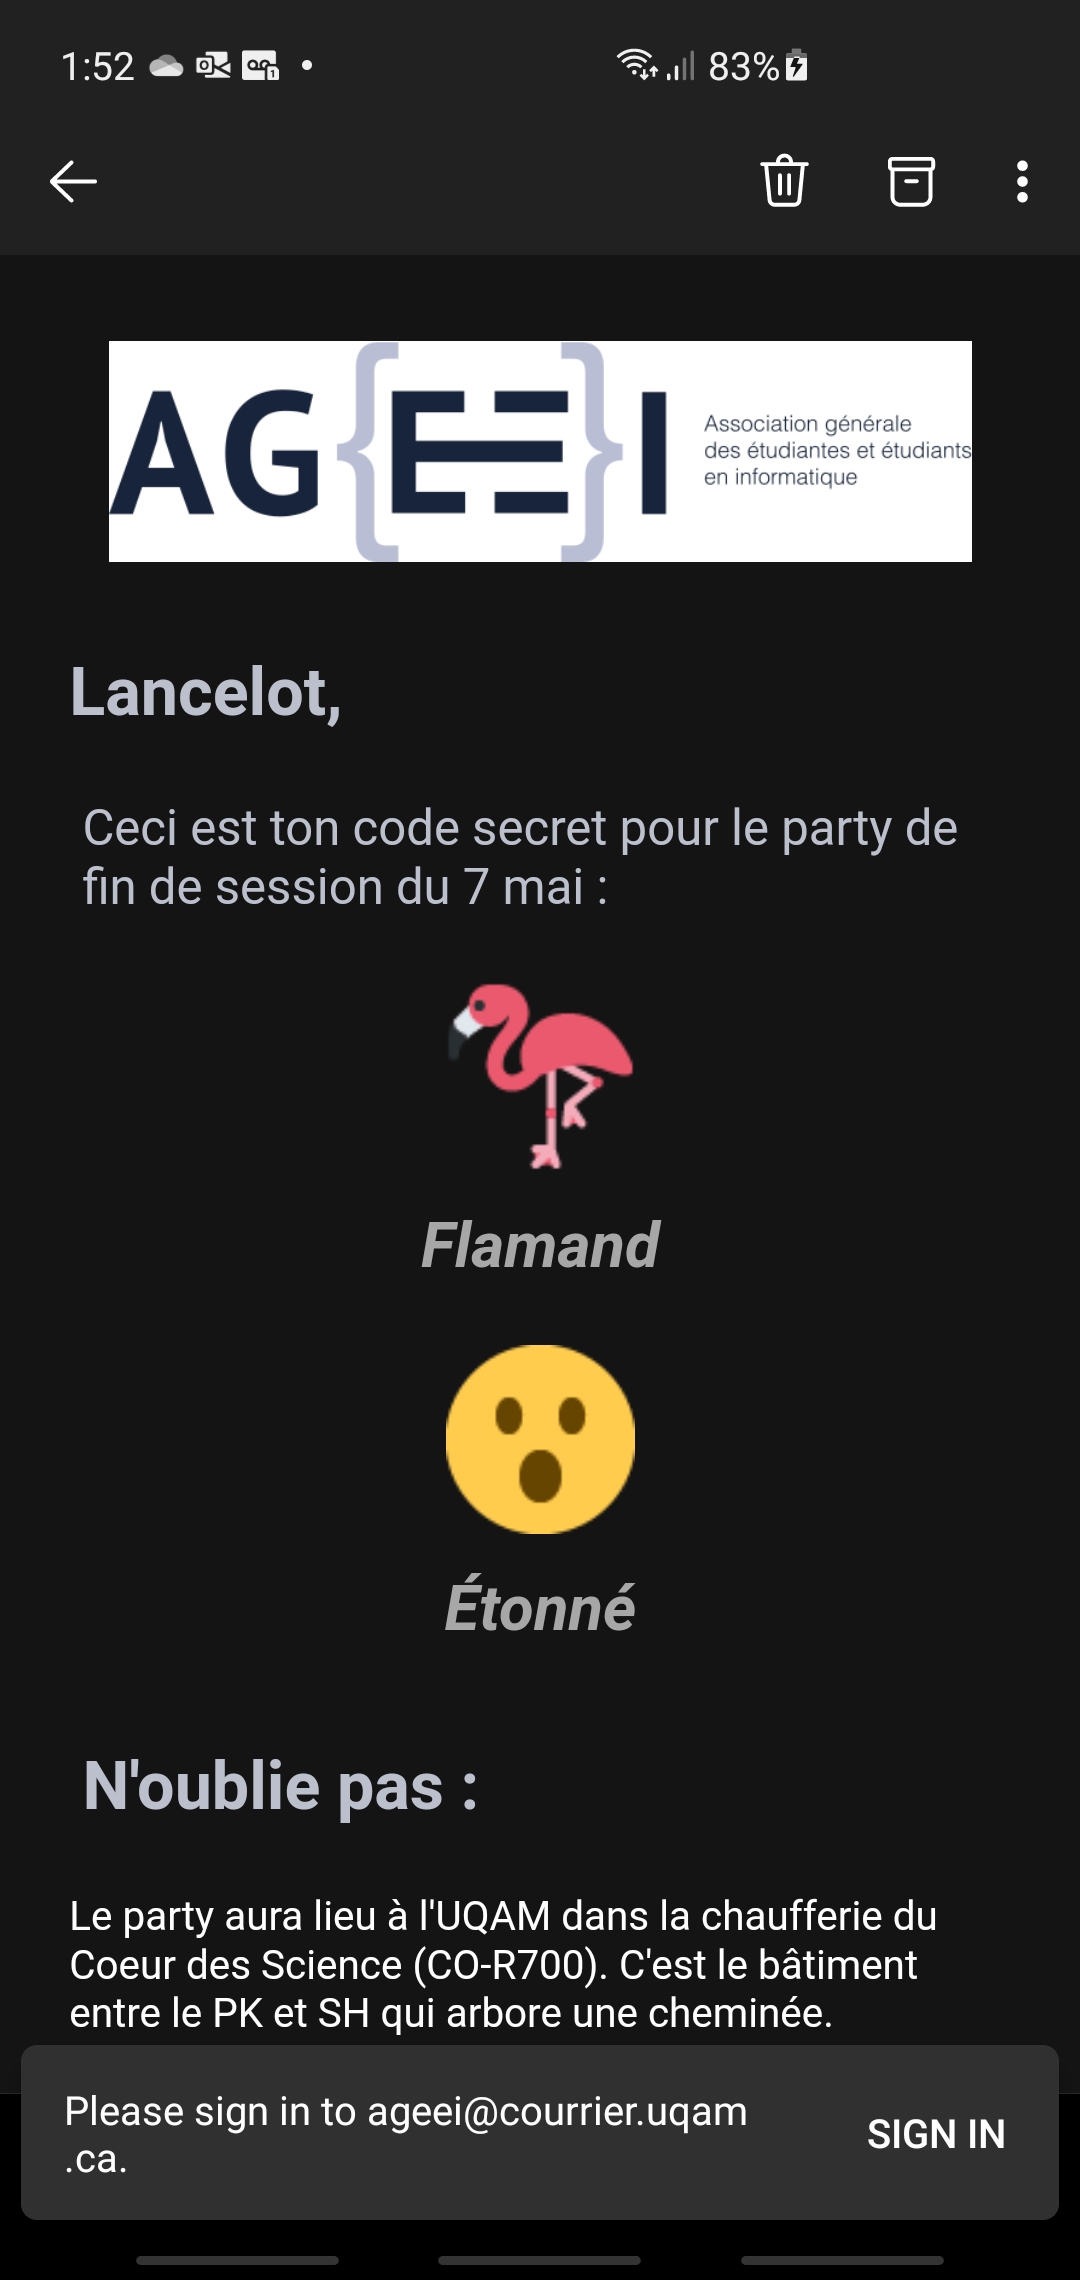 1:52
83%
AG{EE}I
Association générale
des étudiantes et étudiants
en informatique
Lancelot,
Ceci est ton code secret pour le party de
fin de session du 7 mai :
Flamand
Étonné
N'oublie pas :
Le party aura lieu à l'UQAM dans la chaufferie du
Coeur des Science (CO-R700). C'est le bâtiment
entre le PK et SH qui arbore une cheminée.
Please sign in to ageei@courrier.uqam
.ca.
SIGN IN